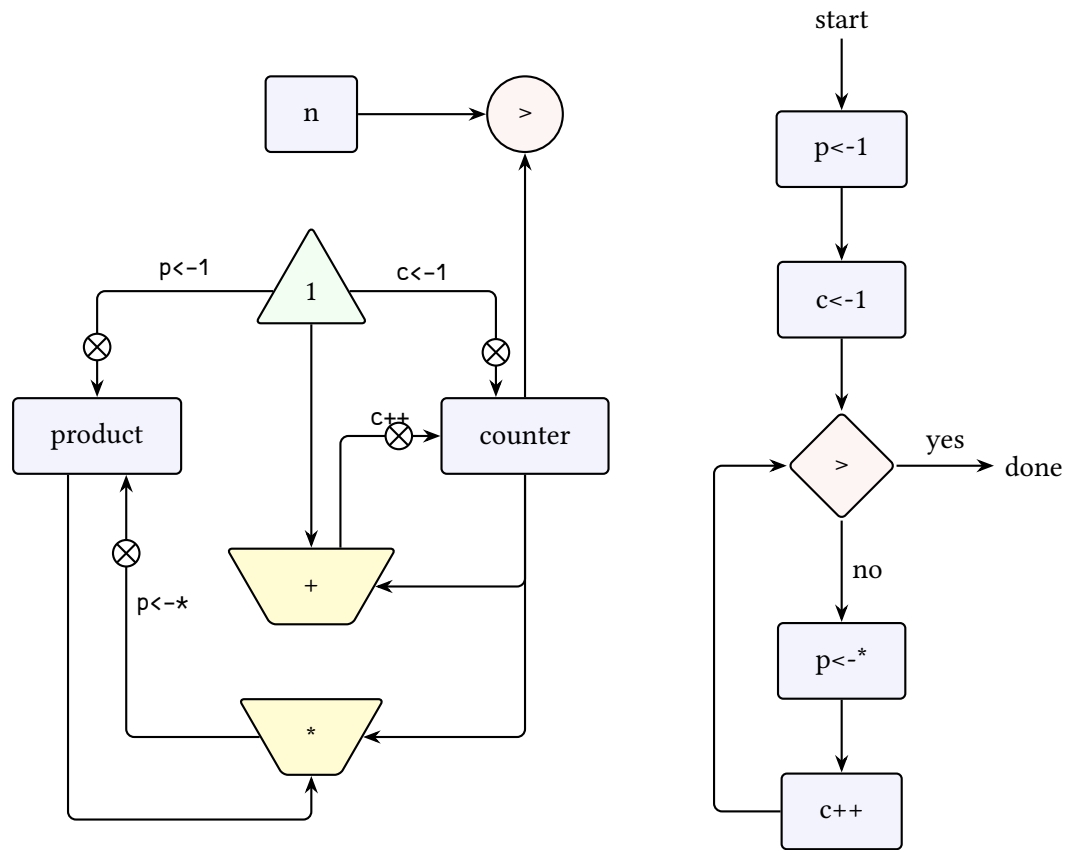 n
>
p<-1
1
c<-1
product
c++
counter
+
p<-*
*
start
p<-1
c<-1
>
yes
done
no
p<-*
c++